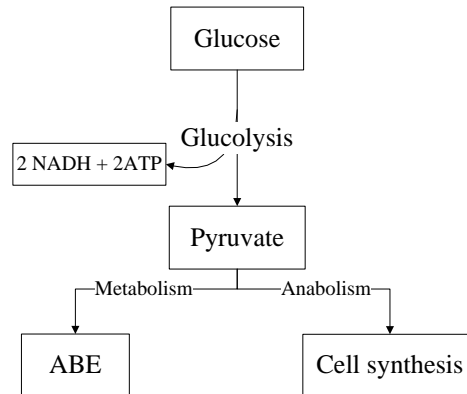 Glucose
Glucolysis
2 NADH + 2ATP
Pyruvate
Metabolism
Anabolism
ABE
Cell synthesis